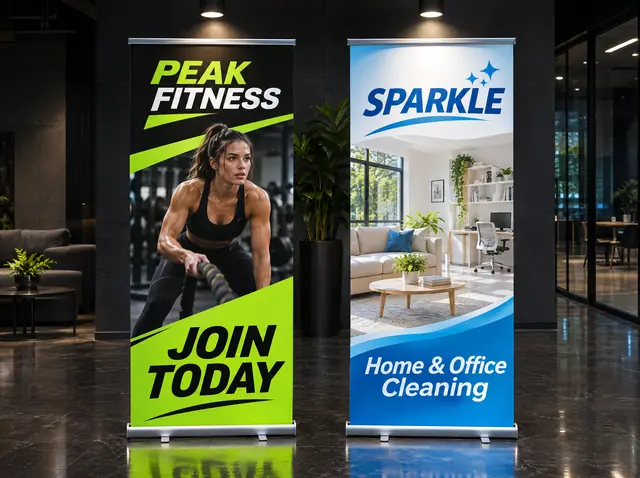 PEAK
FITNESS
JOIN
TODAY
SPARKLE
Home & Office
Cleaning